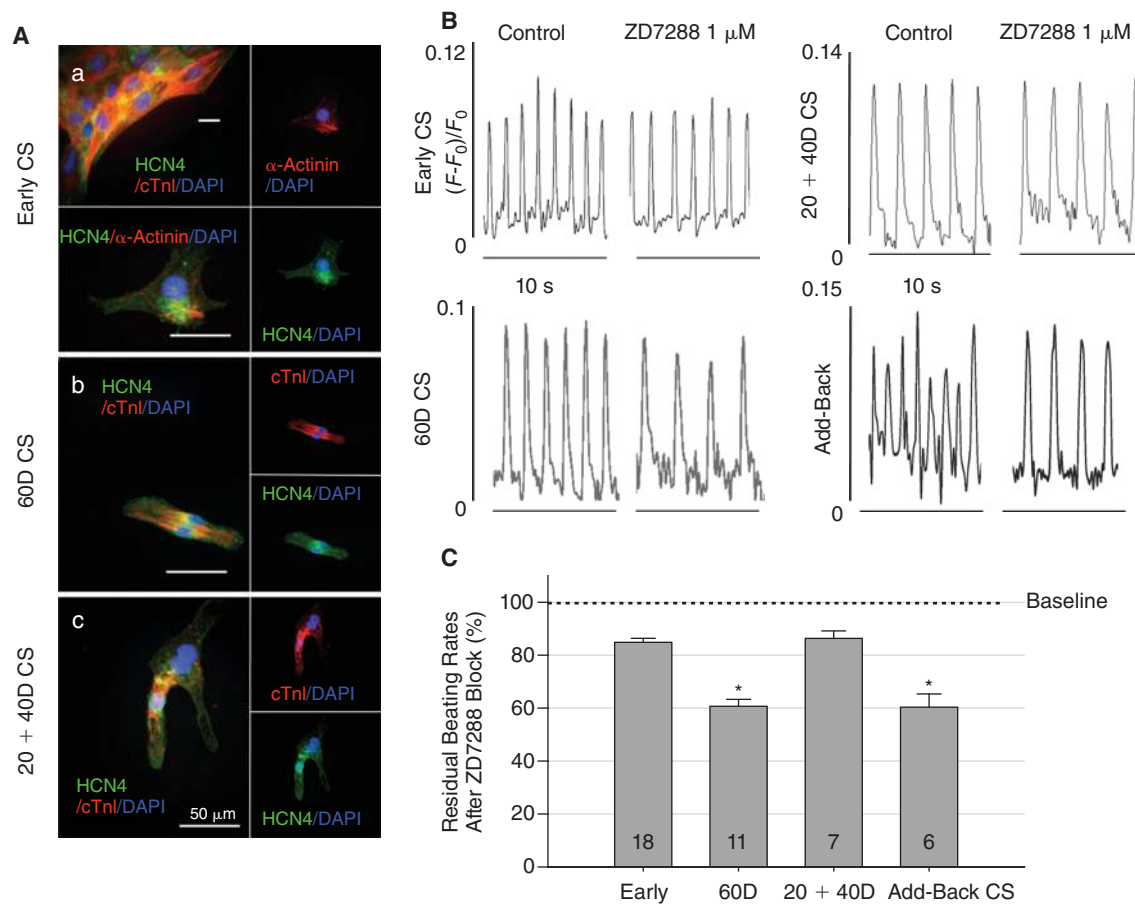 A
Early CS
a
HCN4
/cTnI/DAPI
α-Actinin
/DAPI
HCN4/α-Actinin/DAPI
HCN4/DAPI
60D CS
b
HCN4
/cTnI/DAPI
cTnI/DAPI
HCN4/DAPI
20 + 40D CS
c
HCN4
/cTnI/DAPI
50 μm
cTnI/DAPI
HCN4/DAPI
B
Control
ZD7288 1 μM
Early CS
(F-F₀)/F₀
0.12
0
10 s
Control
ZD7288 1 μM
20 + 40D CS
0.14
0
10 s
60D CS
0.1
0
Add-Back
0.15
0
C
Residual Beating Rates
After ZD7288 Block (%)
100
80
60
40
20
0
Baseline
*
*
18
11
7
6
Early
60D
20 + 40D
Add-Back CS